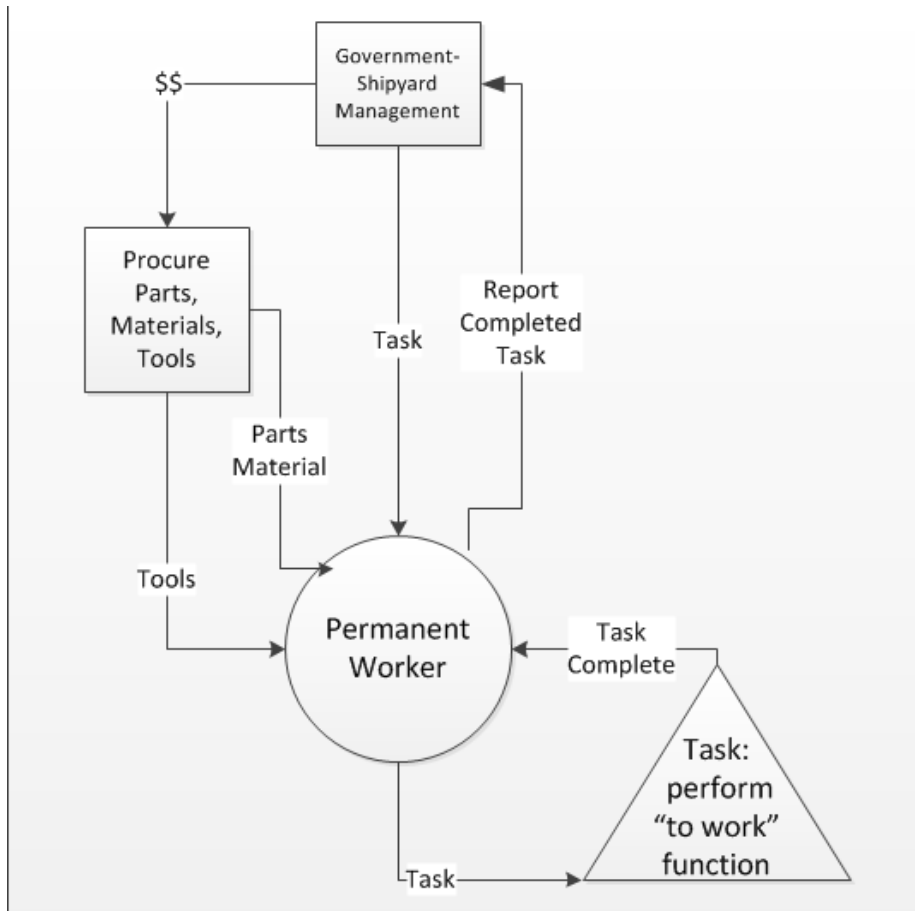 Government-
Shipyard
Management
$$
Procure
Parts,
Materials,
Tools
Task
Report
Completed
Task
Parts
Material
Tools
Permanent
Worker
Task
Complete
Task:
perform
“to work”
function
Task